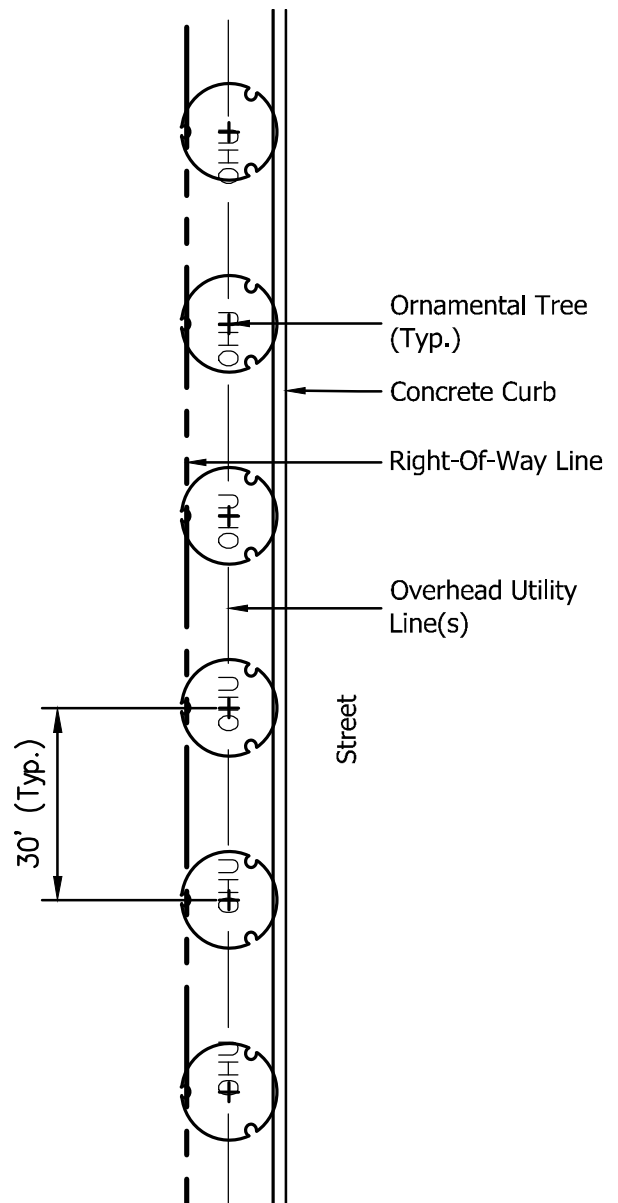 OHU
OHU
Ornamental Tree
(Typ.)
Concrete Curb
Right-Of-Way Line
OHU
Overhead Utility
Line(s)
OHU
Street
30' (Typ.)
OHU
OHU